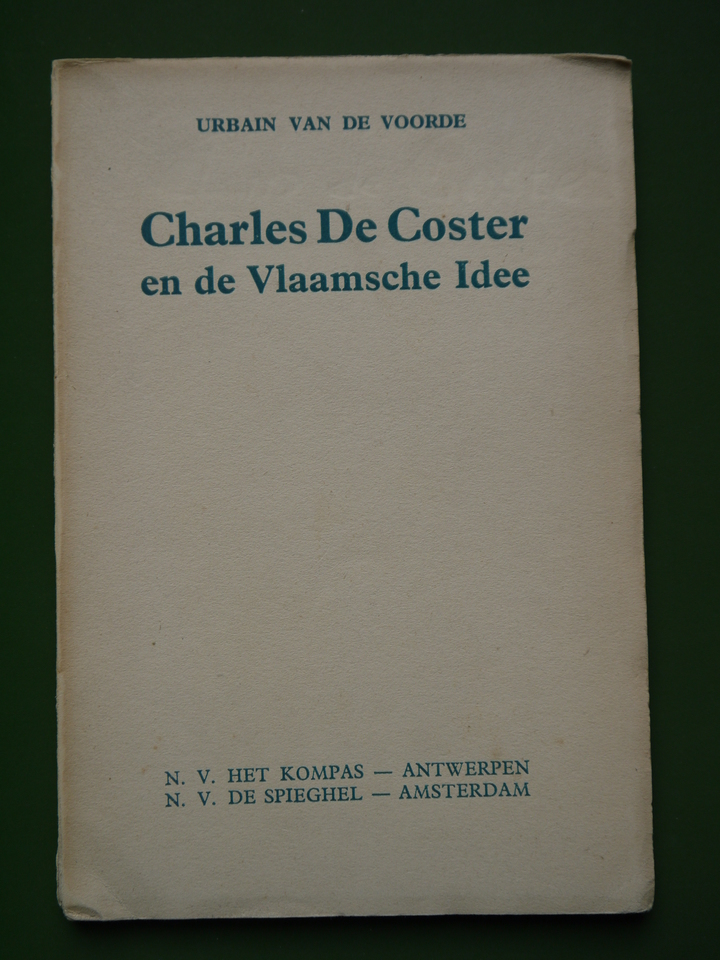 URBAIN VAN DE VOORDE
Charles De Coster
en de Vlaamsche Idee
N. V. HET KOMPAS — ANTWERPEN
N. V. DE SPIEGHEL — AMSTERDAM